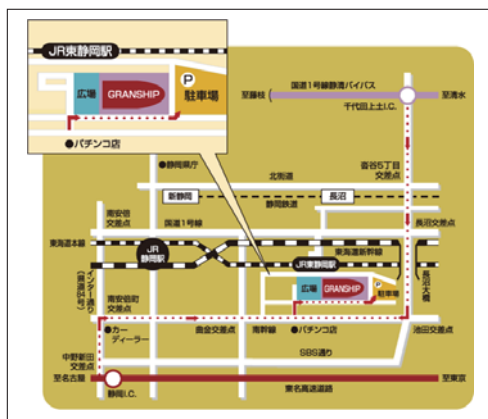 JR東静岡駅
広場
GRANSHIP
P
駐車場
●パチンコ店
国道1号線静清バイパス
至藤枝
至清水
千代田上土I.C.
●静岡県庁
北街道
沓谷5丁目
交差点
新静岡
長沼
静岡鉄道
南安倍
交差点
国道1号線
長沼交差点
東海道本線
JR
静岡駅
東海道新幹線
JR東静岡駅
インター通り
(県道84号)
広場
GRANSHIP
P
駐車場
長沼大橋
南安倍町
交差点
●カー
ディーラー
曲金交差点
南幹線
●パチンコ店
池田交差点
中野新田
交差点
SBS通り
至名古屋
至東京
静岡I.C.
東名高速道路